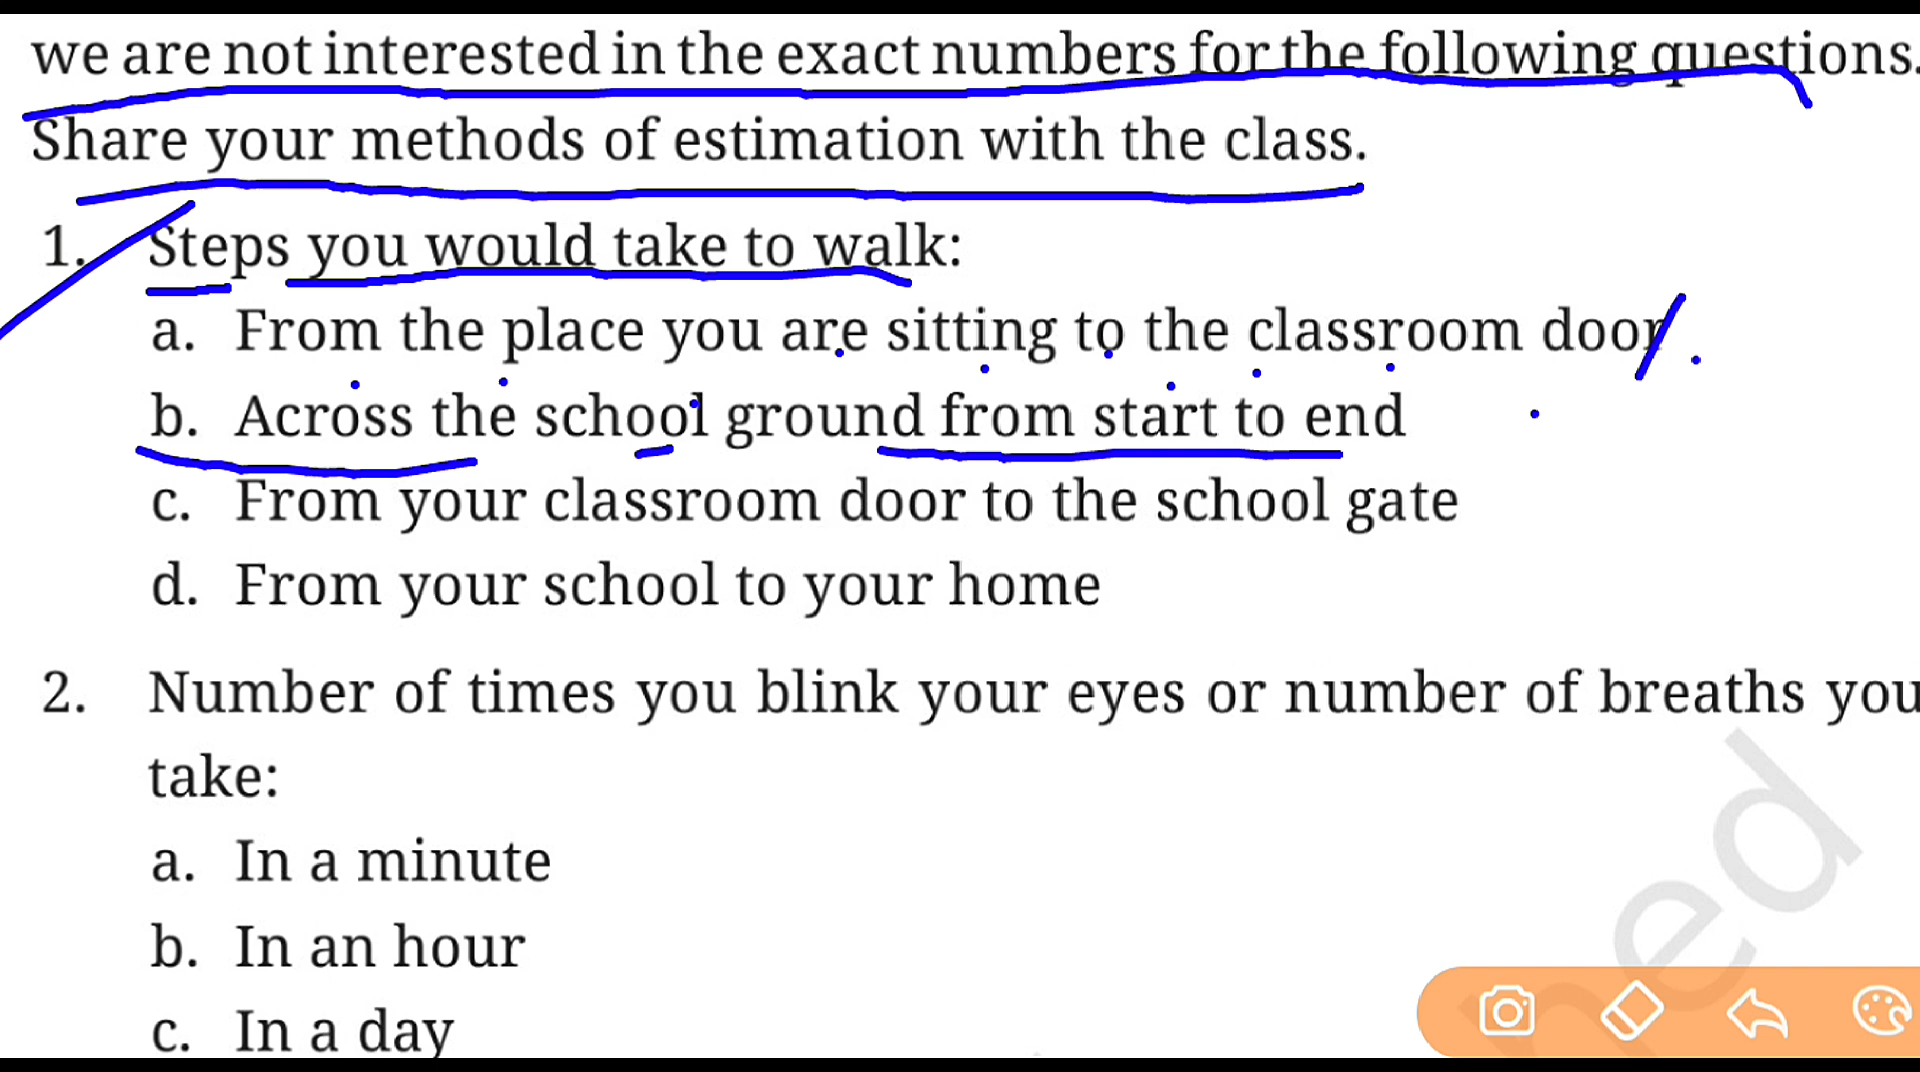 we are not interested in the exact numbers for the following questions.
Share your methods of estimation with the class.
1. Steps you would take to walk:
a. From the place you are sitting to the classroom door
b. Across the school ground from start to end
c. From your classroom door to the school gate
d. From your school to your home
2. Number of times you blink your eyes or number of breaths you
take:
a. In a minute
b. In an hour
c. In a day
ned